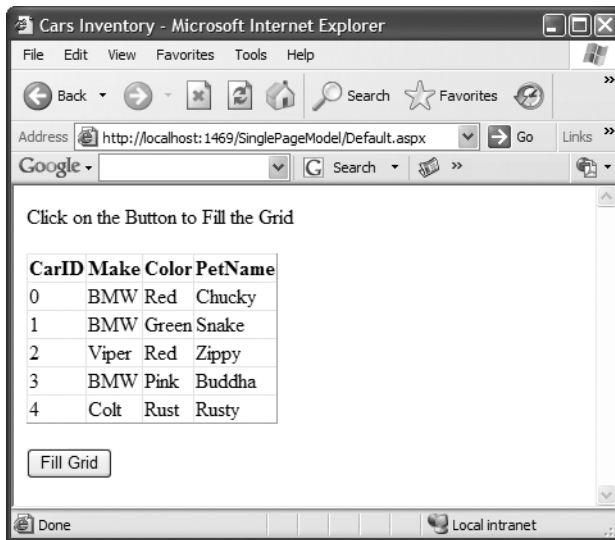 Cars Inventory - Microsoft Internet Explorer
File Edit View Favorites Tools Help
Back Search Favorites »
Address http://localhost:1469/SinglePageModel/Default.aspx Go Links »
Google G Search »
Click on the Button to Fill the Grid
CarID Make Color PetName
0 BMW Red Chucky
1 BMW Green Snake
2 Viper Red Zippy
3 BMW Pink Buddha
4 Colt Rust Rusty
Fill Grid
Done Local intranet